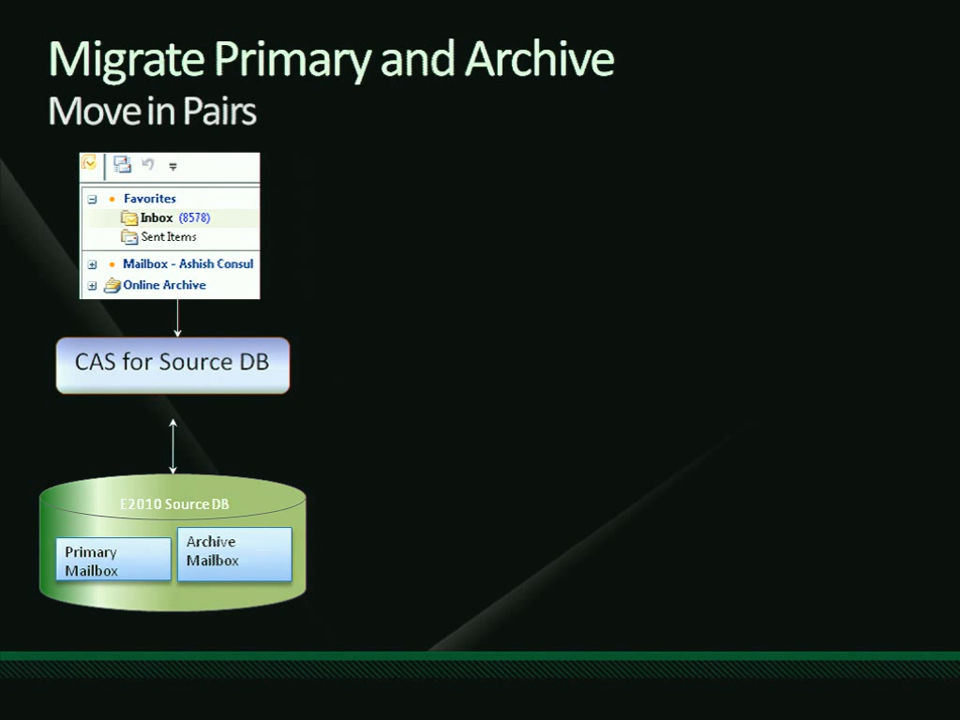 Migrate Primary and Archive
Move in Pairs
Favorites
Inbox (8578)
Sent Items
Mailbox - Ashish Consul
Online Archive
CAS for Source DB
E2010 Source DB
Primary
Mailbox
Archive
Mailbox